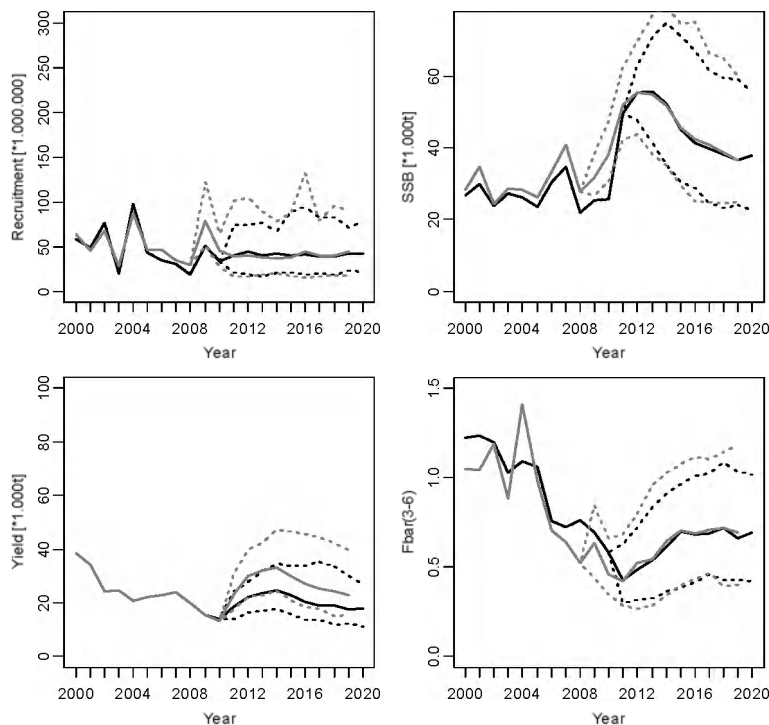 Recruitment [*1.000.000]
0 50 100 150 200 250 300
2000 2004 2008 2012 2016 2020
Year
SSB [*1.000t]
0 20 40 60
2000 2004 2008 2012 2016 2020
Year
Yield [*1.000t]
0 20 40 60 80 100
2000 2004 2008 2012 2016 2020
Year
Fbar(3-6)
0.0 0.5 1.0 1.5
2000 2004 2008 2012 2016 2020
Year